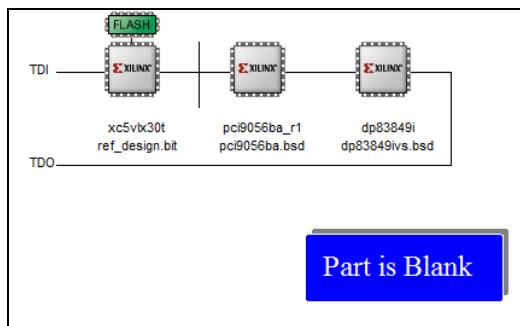 FLASH
TDI
XILINX®
XILINX®
XILINX®
xc5vlx30t
ref_design.bit
pci9056ba_r1
pci9056ba.bsd
dp83849i
dp83849ivs.bsd
TDO
Part is Blank